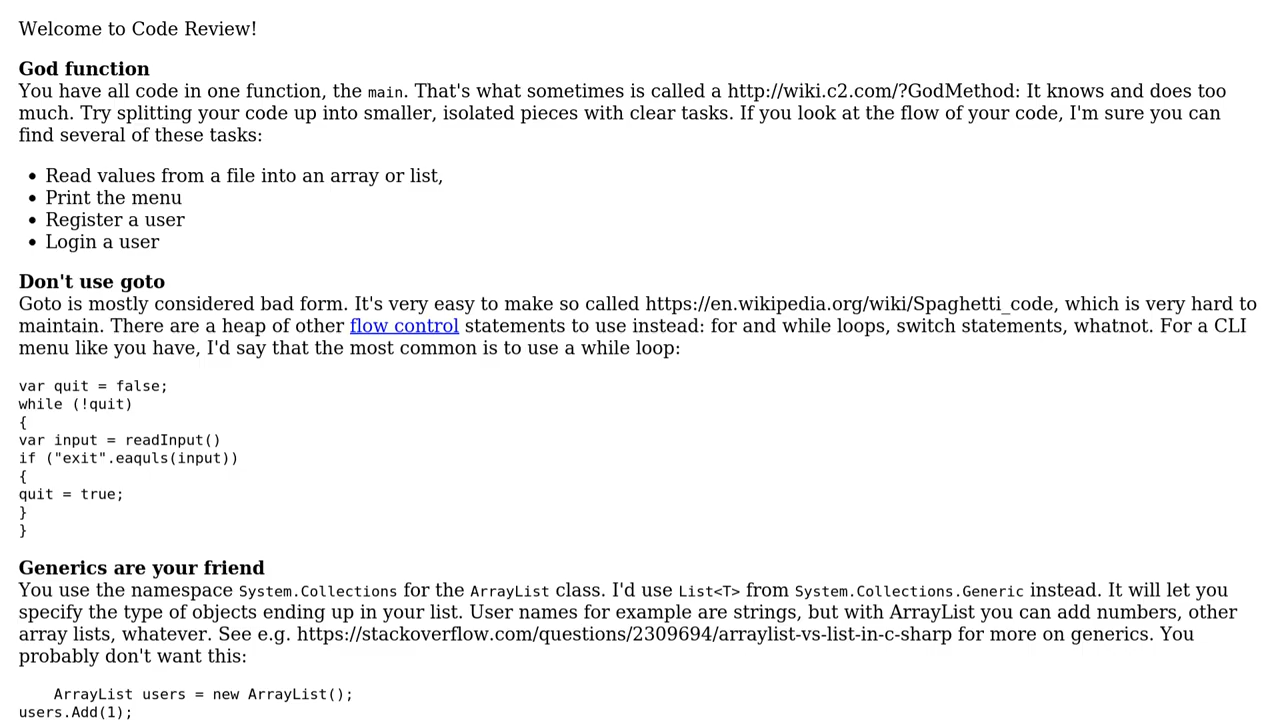 Welcome to Code Review!
God function
You have all code in one function, the main. That's what sometimes is called a http://wiki.c2.com/?GodMethod: It knows and does too
much. Try splitting your code up into smaller, isolated pieces with clear tasks. If you look at the flow of your code, I'm sure you can
find several of these tasks:
• Read values from a file into an array or list,
• Print the menu
• Register a user
• Login a user
Don't use goto
Goto is mostly considered bad form. It's very easy to make so called https://en.wikipedia.org/wiki/Spaghetti_code, which is very hard to
maintain. There are a heap of other flow control statements to use instead: for and while loops, switch statements, whatnot. For a CLI
menu like you have, I'd say that the most common is to use a while loop:
var quit = false;
while (!quit)
{
var input = readInput()
if ("exit".eaquls(input))
{
quit = true;
}
}
Generics are your friend
You use the namespace System.Collections for the ArrayList class. I'd use List<T> from System.Collections.Generic instead. It will let you
specify the type of objects ending up in your list. User names for example are strings, but with ArrayList you can add numbers, other
array lists, whatever. See e.g. https://stackoverflow.com/questions/2309694/arraylist-vs-list-in-c-sharp for more on generics. You
probably don't want this:
    ArrayList users = new ArrayList();
users.Add(1);